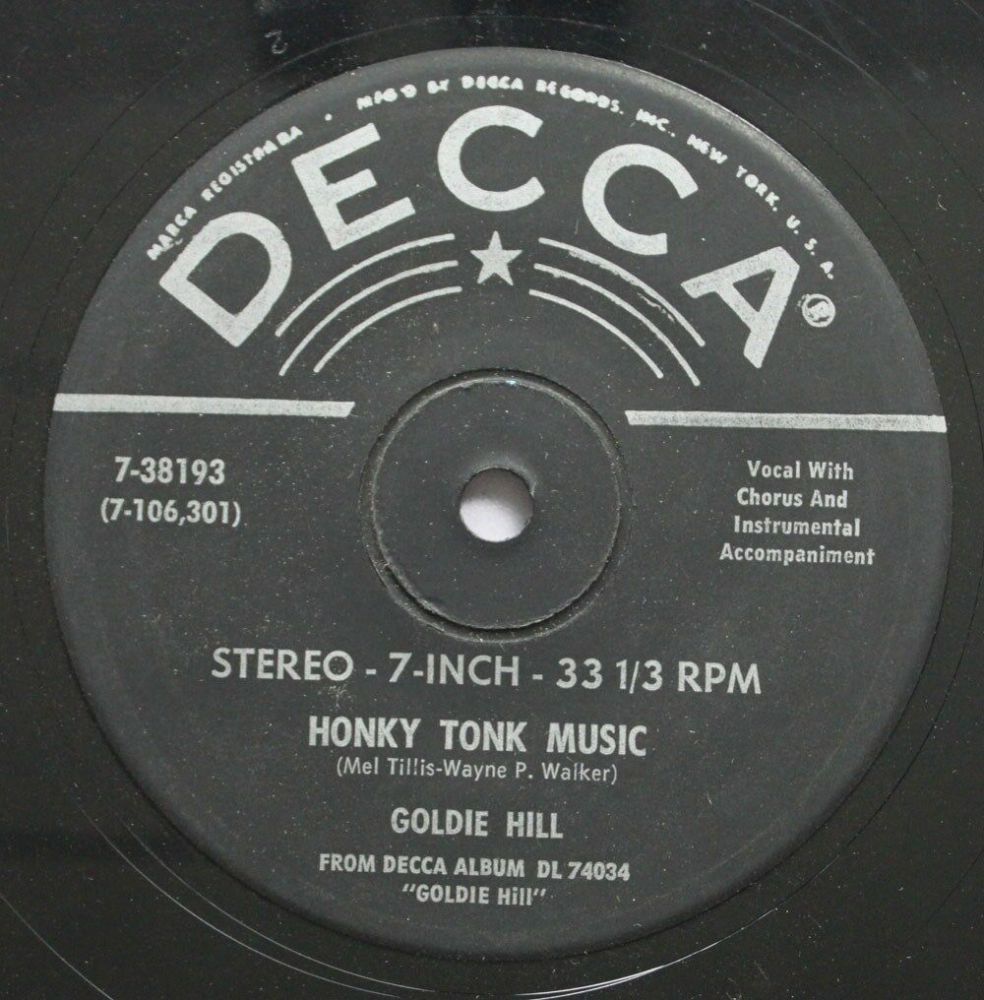 MARCA REGISTRADA • MFG'D BY DECCA RECORDS, INC., NEW YORK, U. S. A.
DECCA®
7-38193
(7-106,301)
Vocal With
Chorus And
Instrumental
Accompaniment
STEREO - 7-INCH - 33 1/3 RPM
HONKY TONK MUSIC
(Mel Tillis-Wayne P. Walker)
GOLDIE HILL
FROM DECCA ALBUM DL 74034
"GOLDIE Hill"
2